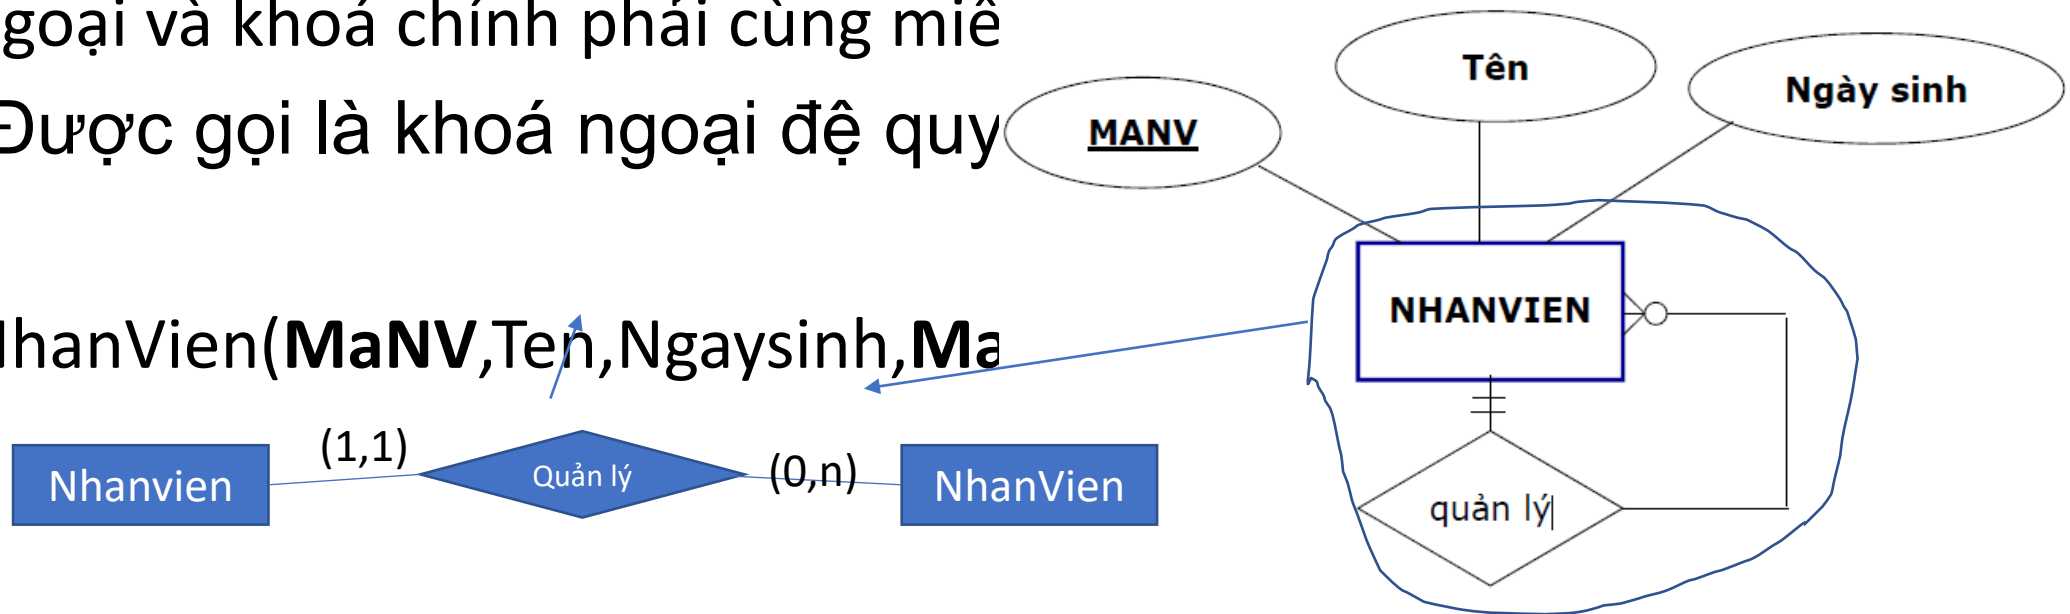 goại và khoá chính phải cùng miề
Được gọi là khoá ngoại đệ quy
NhanVien(MaNV,Ten,Ngaysinh,Ma
(1,1)
Nhanvien
Quản lý
(0,n)
NhanVien
Tên
Ngày sinh
MANV
NHANVIEN
quản lý